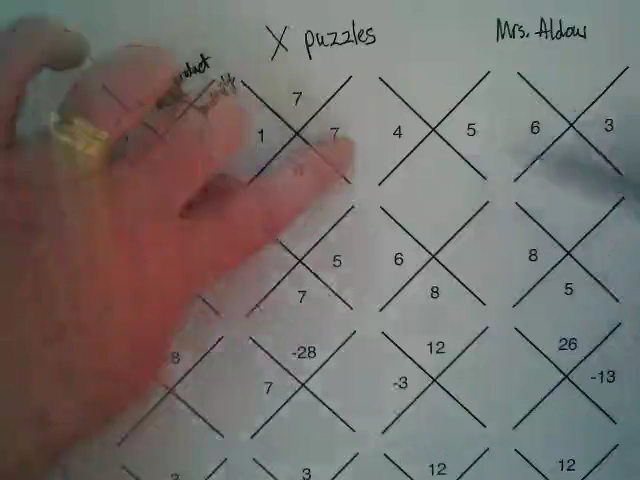 X puzzles
Mrs. Aldow
7
1 7 4 5 6 3
5 6 8
7 8 5
8 -28 12 26
7 -3 -13
3 12 12